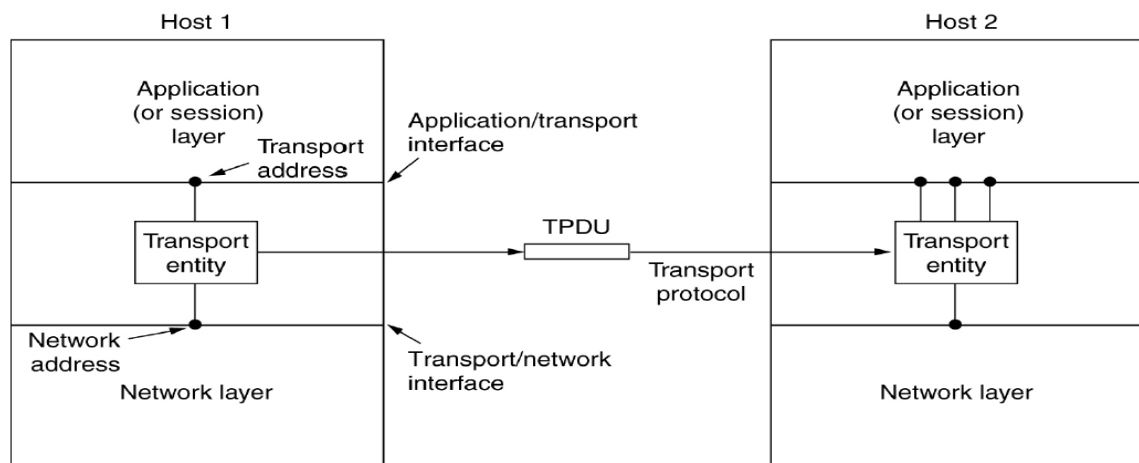 Host 1
Host 2
Application
(or session)
layer
Transport
address
Application/transport
interface
Application
(or session)
layer
Transport
entity
TPDU
Transport
protocol
Transport
entity
Network
address
Transport/network
interface
Network layer
Network layer